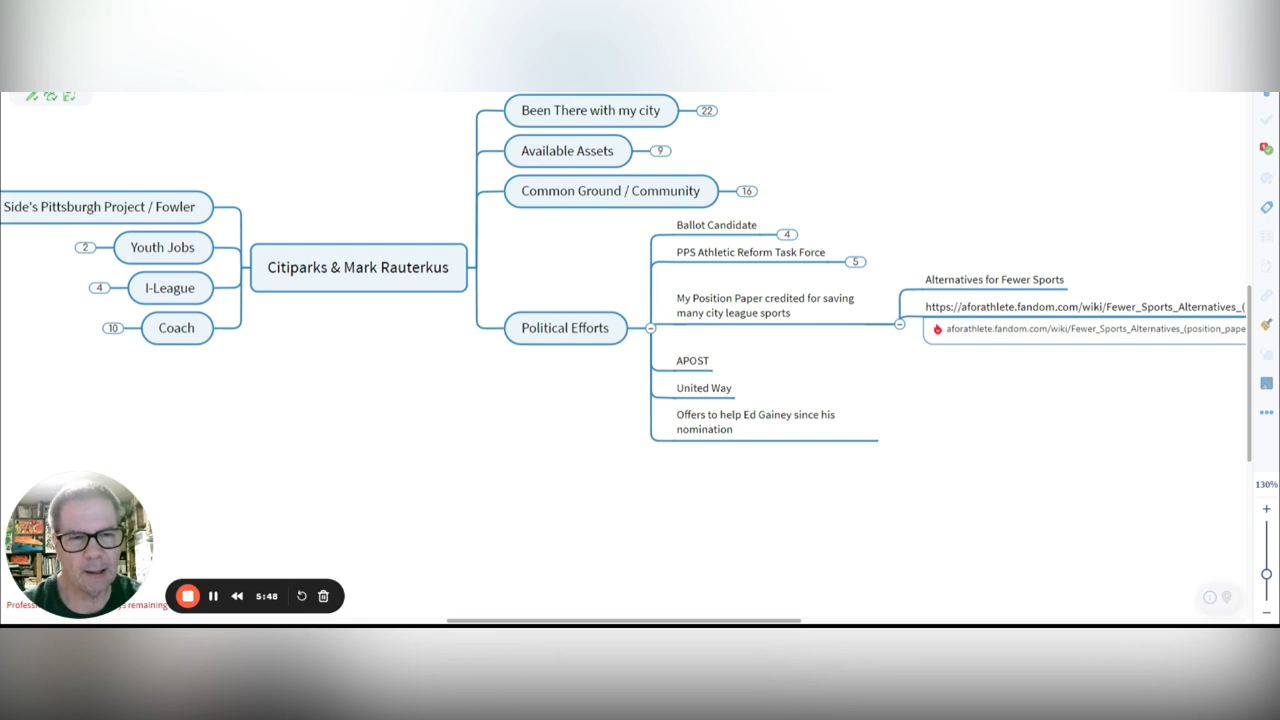 Been There with my city
22
Available Assets
9
Common Ground / Community
16
Side's Pittsburgh Project / Fowler
2
Youth Jobs
4
I-League
10
Coach
Citiparks & Mark Rauterkus
Political Efforts
Ballot Candidate
4
PPS Athletic Reform Task Force
5
My Position Paper credited for saving
many city league sports
Alternatives for Fewer Sports
https://aforathlete.fandom.com/wiki/Fewer_Sports_Alternatives_(
aforathlete.fandom.com/wiki/Fewer_Sports_Alternatives_(position_pape
APOST
United Way
Offers to help Ed Gainey since his
nomination
130%
5:48
remaining